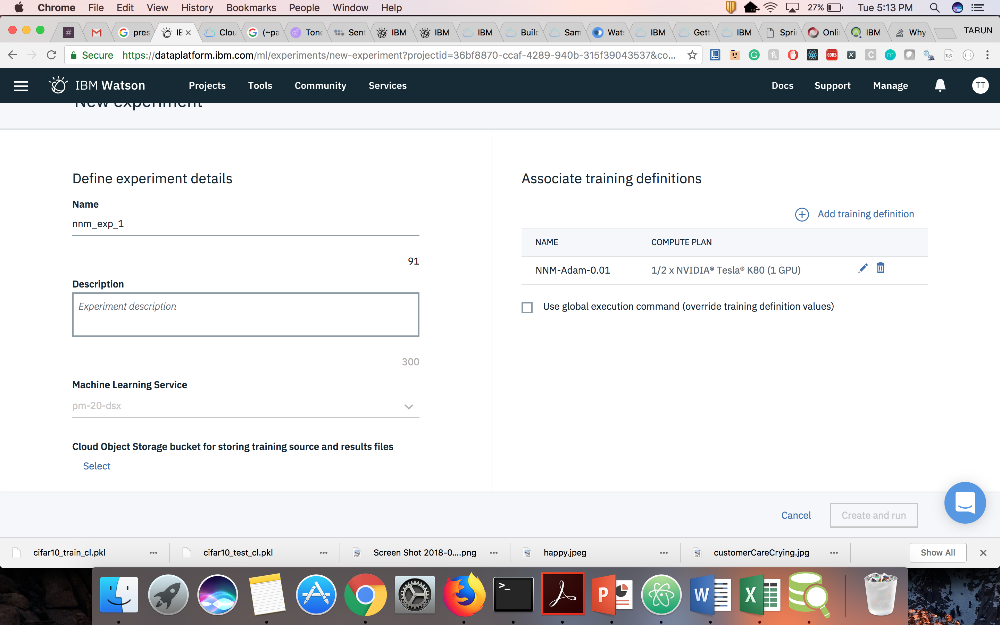 Chrome File Edit View History Bookmarks People Window Help 27% Tue 5:13 PM
# pres IE Clou (~pa Tone Sent IBM IBM IBM Build Sam Wats IBM Gett IBM Spri Onli IBM Why TARUN
Secure https://dataplatform.ibm.com/ml/experiments/new-experiment?projectid=36bf8870-ccaf-4289-940b-315f39043537&co...
IBM Watson Projects Tools Community Services Docs Support Manage TT
New experiment
Define experiment details
Name
nnm_exp_1
91
Description
Experiment description
300
Machine Learning Service
pm-20-dsx
Cloud Object Storage bucket for storing training source and results files
Select
Associate training definitions
Add training definition
NAME COMPUTE PLAN
NNM-Adam-0.01 1/2 x NVIDIA® Tesla® K80 (1 GPU)
Use global execution command (override training definition values)
Cancel Create and run
cifar10_train_cl.pkl cifar10_test_cl.pkl Screen Shot 2018-0....png happy.jpeg customerCareCrying.jpg Show All